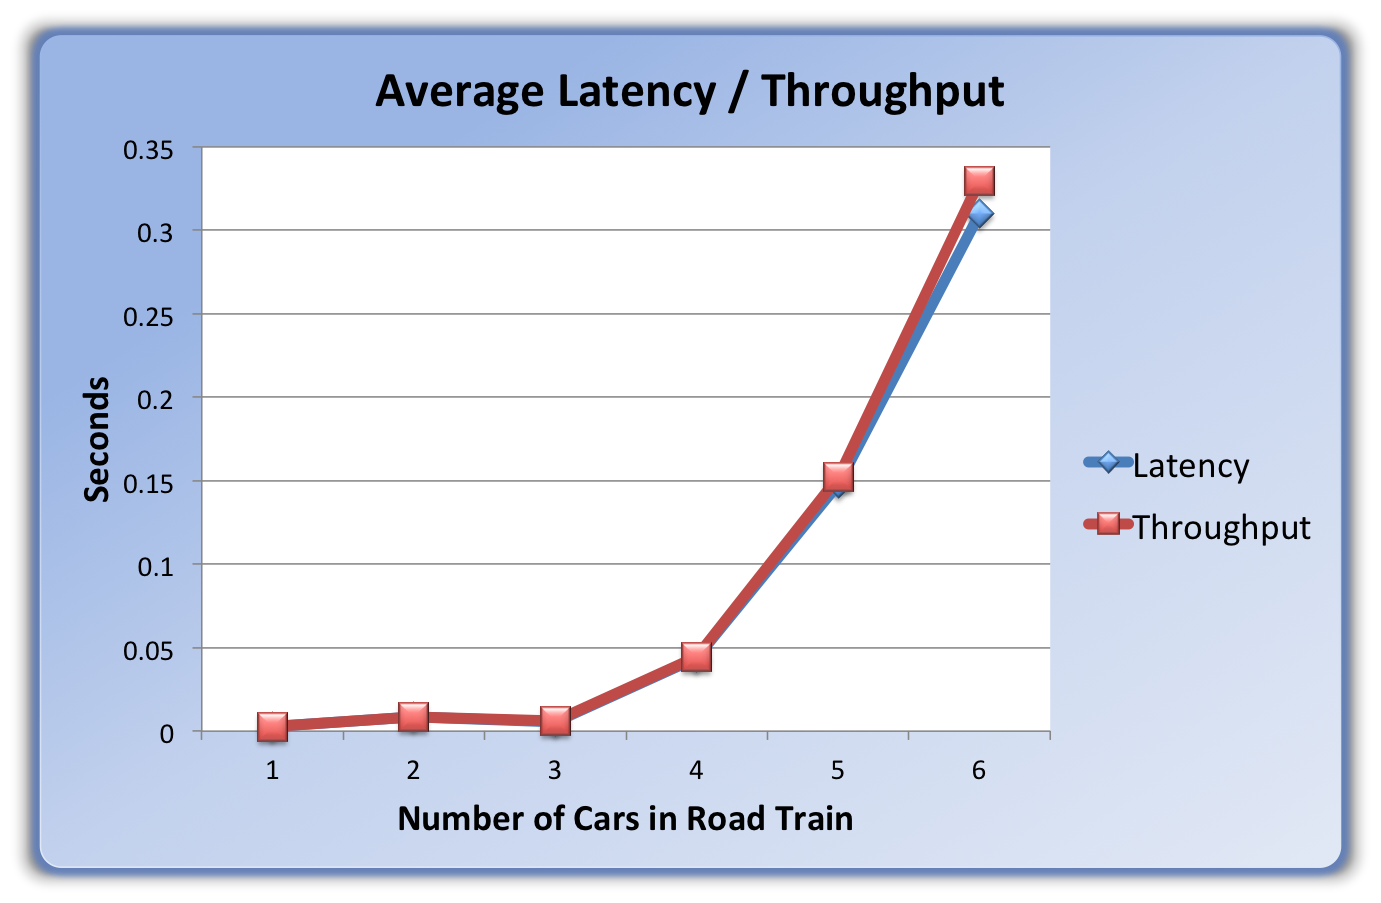 Average Latency / Throughput
0.35
0.3
0.25
0.2
0.15
0.1
0.05
0
Seconds
1 2 3 4 5 6
Number of Cars in Road Train
Latency
Throughput